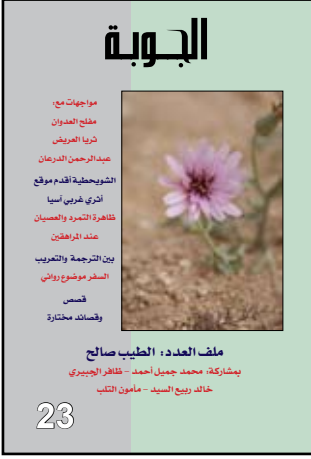 الجوبة
مواجهات مع:
مفلح العدوان
ثريا العريض
عبدالرحمن الدرعان
الشويحطية أقدم موقع
أثري غربي آسيا
ظاهرة التمرد والعصيان
عند المراهقين
بين الترجمة والتعريب
السفر موضوع روائي
قصص
وقصائد مختارة
ملف العدد: الطيب صالح
بمشاركة: محمد جميل أحمد - ظافر الجبيري
خالد ربيع السيد - مأمون التلب
23